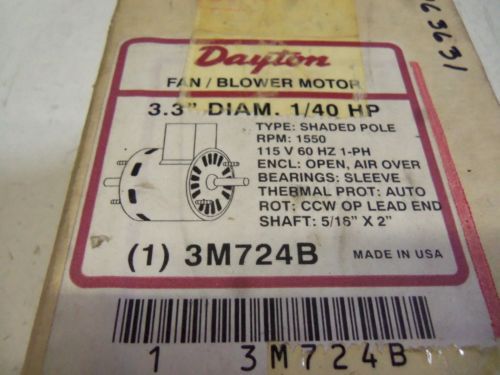 Dayton
FAN / BLOWER MOTOR
3.3" DIAM. 1/40 HP
TYPE: SHADED POLE
RPM: 1550
115 V 60 HZ 1-PH
ENCL: OPEN, AIR OVER
BEARINGS: SLEEVE
THERMAL PROT: AUTO
ROT: CCW OP LEAD END
SHAFT: 5/16" X 2"
(1) 3M724B
MADE IN USA
1 3M724B